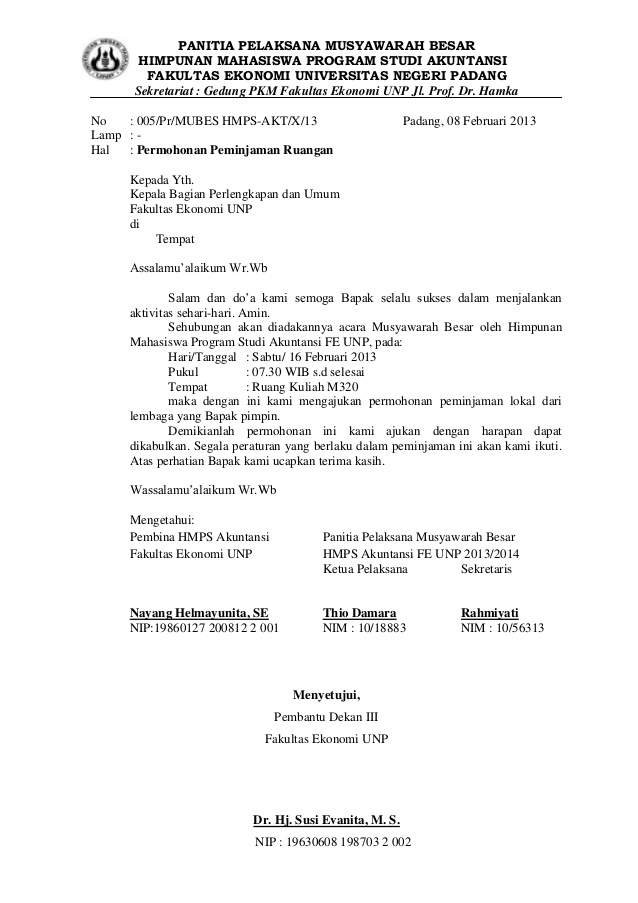 PANITIA PELAKSANA MUSYAWARAH BESAR
HIMPUNAN MAHASISWA PROGRAM STUDI AKUNTANSI
FAKULTAS EKONOMI UNIVERSITAS NEGERI PADANG
Sekretariat : Gedung PKM Fakultas Ekonomi UNP Jl. Prof. Dr. Hamka
No : 005/Pr/MUBES HMPS-AKT/X/13 Padang, 08 Februari 2013
Lamp : -
Hal : Permohonan Peminjaman Ruangan
Kepada Yth.
Kepala Bagian Perlengkapan dan Umum
Fakultas Ekonomi UNP
di
Tempat
Assalamu’alaikum Wr.Wb
Salam dan do’a kami semoga Bapak selalu sukses dalam menjalankan
aktivitas sehari-hari. Amin.
Sehubungan akan diadakannya acara Musyawarah Besar oleh Himpunan
Mahasiswa Program Studi Akuntansi FE UNP, pada:
Hari/Tanggal : Sabtu/ 16 Februari 2013
Pukul : 07.30 WIB s.d selesai
Tempat : Ruang Kuliah M320
maka dengan ini kami mengajukan permohonan peminjaman lokal dari
lembaga yang Bapak pimpin.
Demikianlah permohonan ini kami ajukan dengan harapan dapat
dikabulkan. Segala peraturan yang berlaku dalam peminjaman ini akan kami ikuti.
Atas perhatian Bapak kami ucapkan terima kasih.
Wassalamu’alaikum Wr.Wb
Mengetahui:
Pembina HMPS Akuntansi Panitia Pelaksana Musyawarah Besar
Fakultas Ekonomi UNP HMPS Akuntansi FE UNP 2013/2014
Ketua Pelaksana Sekretaris
Nayang Helmayunita, SE Thio Damara Rahmiyati
NIP:19860127 200812 2 001 NIM : 10/18883 NIM : 10/56313
Menyetujui,
Pembantu Dekan III
Fakultas Ekonomi UNP
Dr. Hj. Susi Evanita, M. S.
NIP : 19630608 198703 2 002